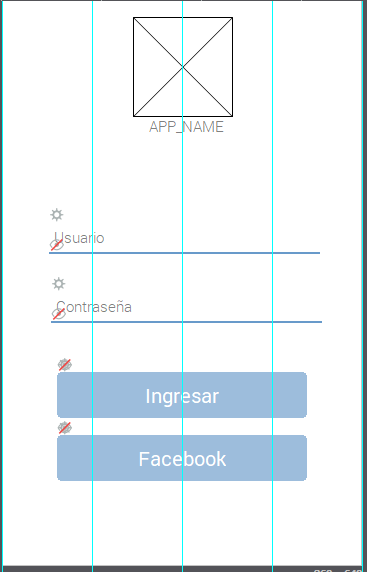 APP_NAME
Usuario
Contraseña
Ingresar
Facebook